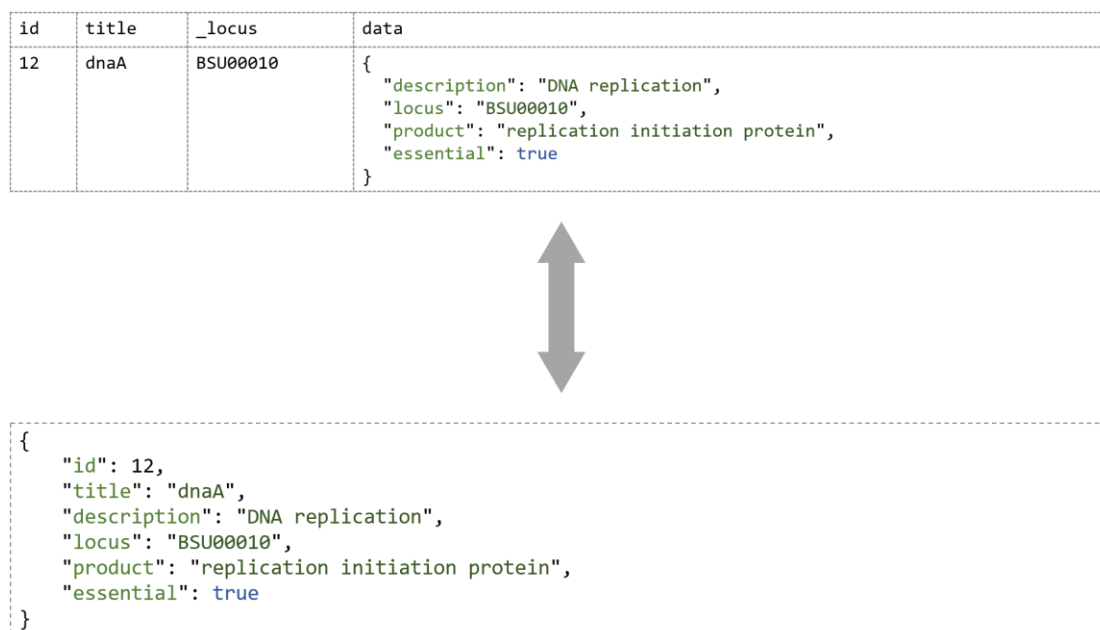 id title _locus data
12 dnaA BSU00010 {
"description": "DNA replication",
"locus": "BSU00010",
"product": "replication initiation protein",
"essential": true
}
{
"id": 12,
"title": "dnaA",
"description": "DNA replication",
"locus": "BSU00010",
"product": "replication initiation protein",
"essential": true
}